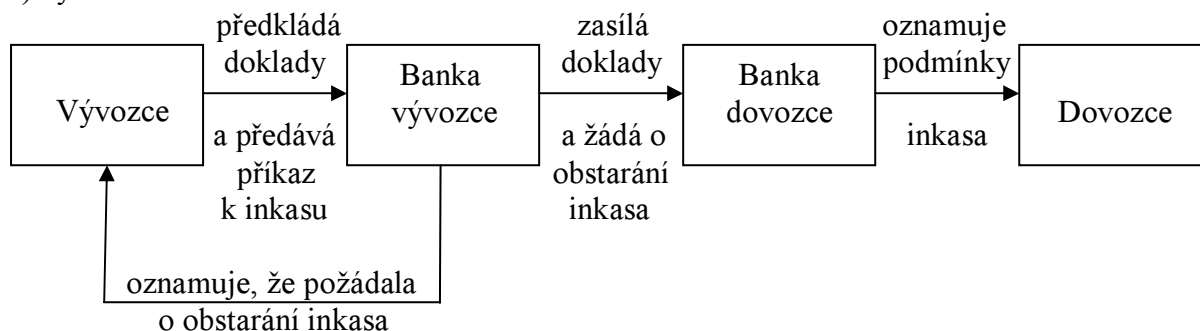 předkládá
doklady
zasílá
doklady
oznamuje
podmínky
Vývozce
Banka
vývozce
Banka
dovozce
Dovozce
a předává
příkaz
k inkasu
a žádá o
obstarání
inkasa
inkasa
oznamuje, že požádala
o obstarání inkasa